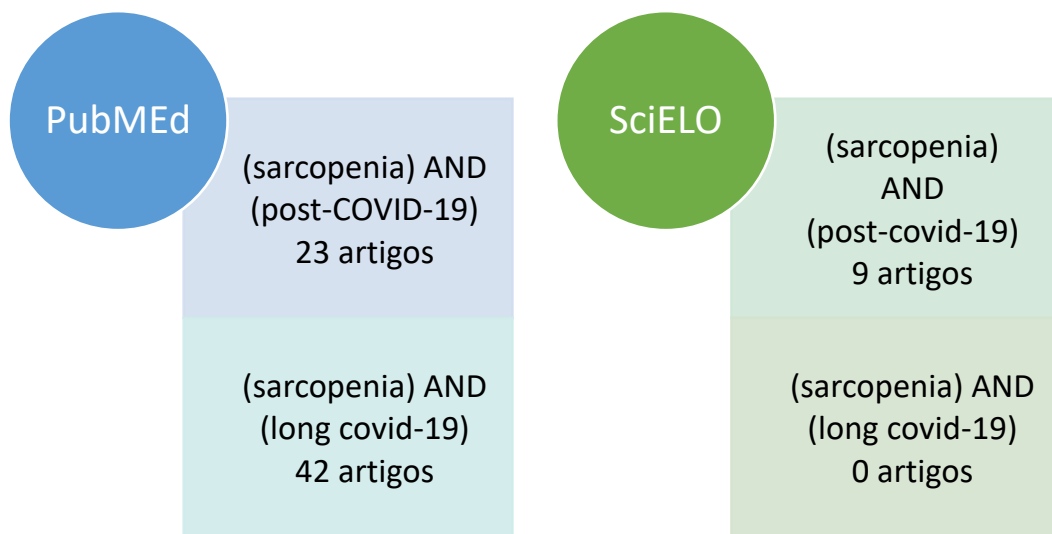 PubMEd
(sarcopenia) AND
(post-COVID-19)
23 artigos
(sarcopenia) AND
(long covid-19)
42 artigos
SciELO
(sarcopenia)
AND
(post-covid-19)
9 artigos
(sarcopenia) AND
(long covid-19)
0 artigos